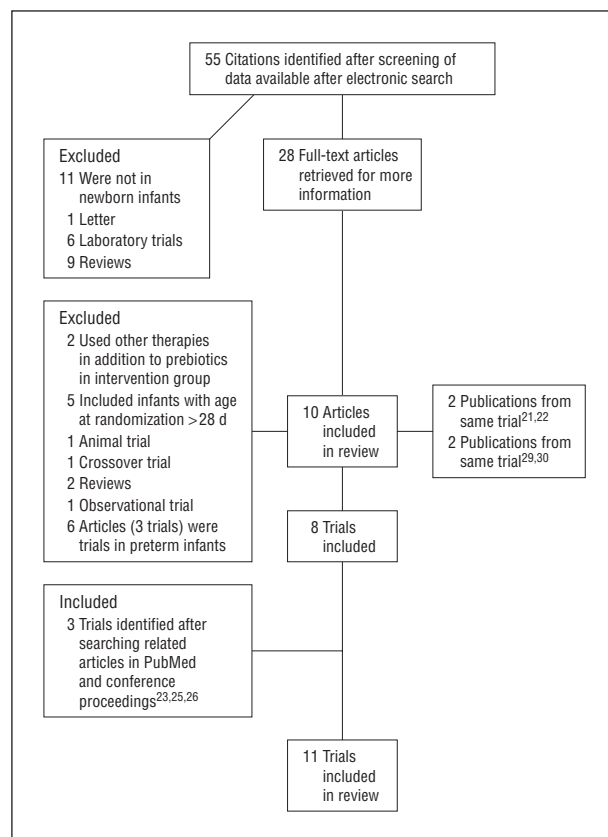 55 Citations identified after screening of
data available after electronic search
Excluded
11 Were not in
newborn infants
1 Letter
6 Laboratory trials
9 Reviews
28 Full-text articles
retrieved for more
information
Excluded
2 Used other therapies
in addition to prebiotics
in intervention group
5 Included infants with age
at randomization >28 d
1 Animal trial
1 Crossover trial
2 Reviews
1 Observational trial
6 Articles (3 trials) were
trials in preterm infants
10 Articles
included
in review
2 Publications from
same trial21,22
2 Publications from
same trial29,30
8 Trials
included
Included
3 Trials identified after
searching related
articles in PubMed
and conference
proceedings23,25,26
11 Trials
included
in review